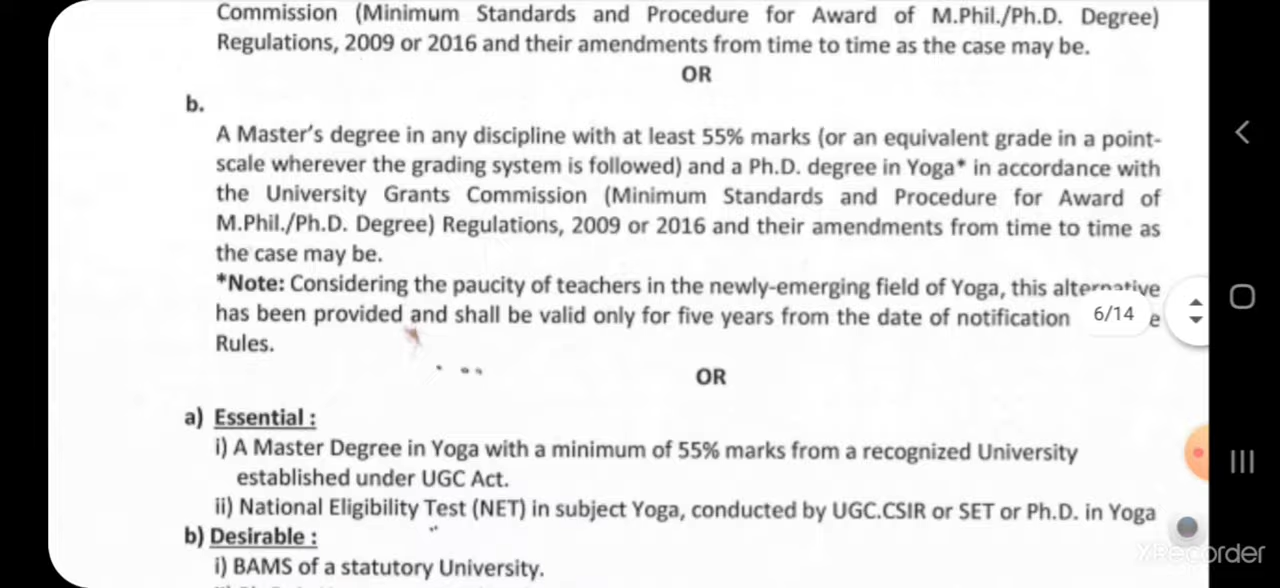 Commission (Minimum Standards and Procedure for Award of M.Phil./Ph.D. Degree)
Regulations, 2009 or 2016 and their amendments from time to time as the case may be.
OR
b.
A Master's degree in any discipline with at least 55% marks (or an equivalent grade in a point-
scale wherever the grading system is followed) and a Ph.D. degree in Yoga* in accordance with
the University Grants Commission (Minimum Standards and Procedure for Award of
M.Phil./Ph.D. Degree) Regulations, 2009 or 2016 and their amendments from time to time as
the case may be.
*Note: Considering the paucity of teachers in the newly-emerging field of Yoga, this alternative
has been provided and shall be valid only for five years from the date of notification
6/14
Rules.
OR
a) Essential :
i) A Master Degree in Yoga with a minimum of 55% marks from a recognized University
established under UGC Act.
ii) National Eligibility Test (NET) in subject Yoga, conducted by UGC.CSIR or SET or Ph.D. in Yoga
b) Desirable :
i) BAMS of a statutory University.
XRecorder